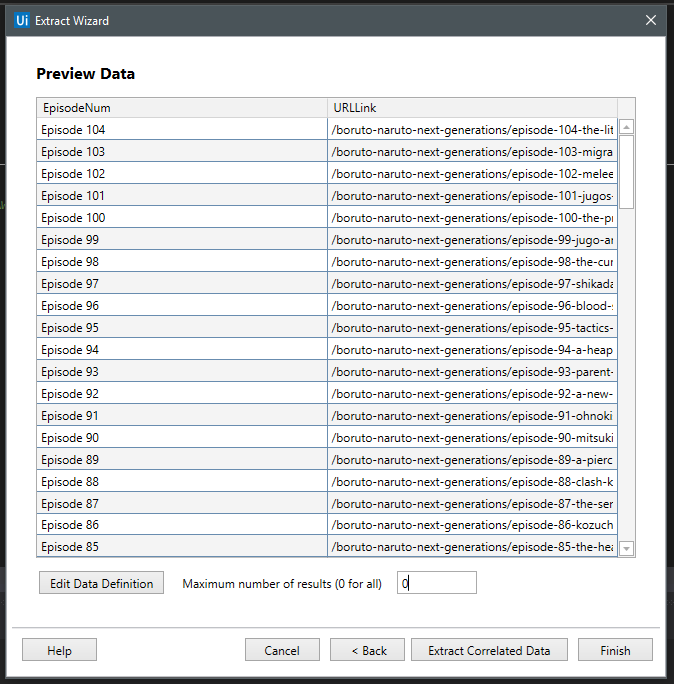 Ui Extract Wizard
Preview Data
EpisodeNum URLLink
Episode 104 /boruto-naruto-next-generations/episode-104-the-lit
Episode 103 /boruto-naruto-next-generations/episode-103-migra
Episode 102 /boruto-naruto-next-generations/episode-102-melee
Episode 101 /boruto-naruto-next-generations/episode-101-jugos-
Episode 100 /boruto-naruto-next-generations/episode-100-the-pr
Episode 99 /boruto-naruto-next-generations/episode-99-jugo-an
Episode 98 /boruto-naruto-next-generations/episode-98-the-cur
Episode 97 /boruto-naruto-next-generations/episode-97-shikada
Episode 96 /boruto-naruto-next-generations/episode-96-blood-
Episode 95 /boruto-naruto-next-generations/episode-95-tactics-
Episode 94 /boruto-naruto-next-generations/episode-94-a-heap
Episode 93 /boruto-naruto-next-generations/episode-93-parent-
Episode 92 /boruto-naruto-next-generations/episode-92-a-new-
Episode 91 /boruto-naruto-next-generations/episode-91-ohnoki
Episode 90 /boruto-naruto-next-generations/episode-90-mitsuki
Episode 89 /boruto-naruto-next-generations/episode-89-a-pierc
Episode 88 /boruto-naruto-next-generations/episode-88-clash-k
Episode 87 /boruto-naruto-next-generations/episode-87-the-ser
Episode 86 /boruto-naruto-next-generations/episode-86-kozuch
Episode 85 /boruto-naruto-next-generations/episode-85-the-hea
Edit Data Definition Maximum number of results (0 for all) 0
Help Cancel < Back Extract Correlated Data Finish